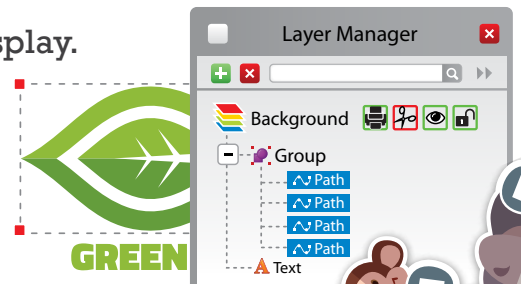 splay.
Layer Manager
Background
Group
Path
Path
Path
Path
Text
GREEN